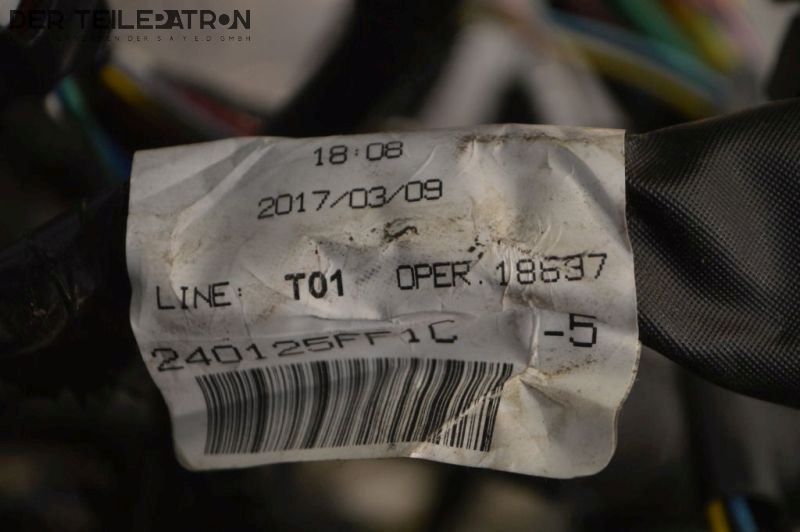 DER TEILEPATRON
18:08
2017/03/09
LINE: T01 OPER. 18637
240125FF1C -5